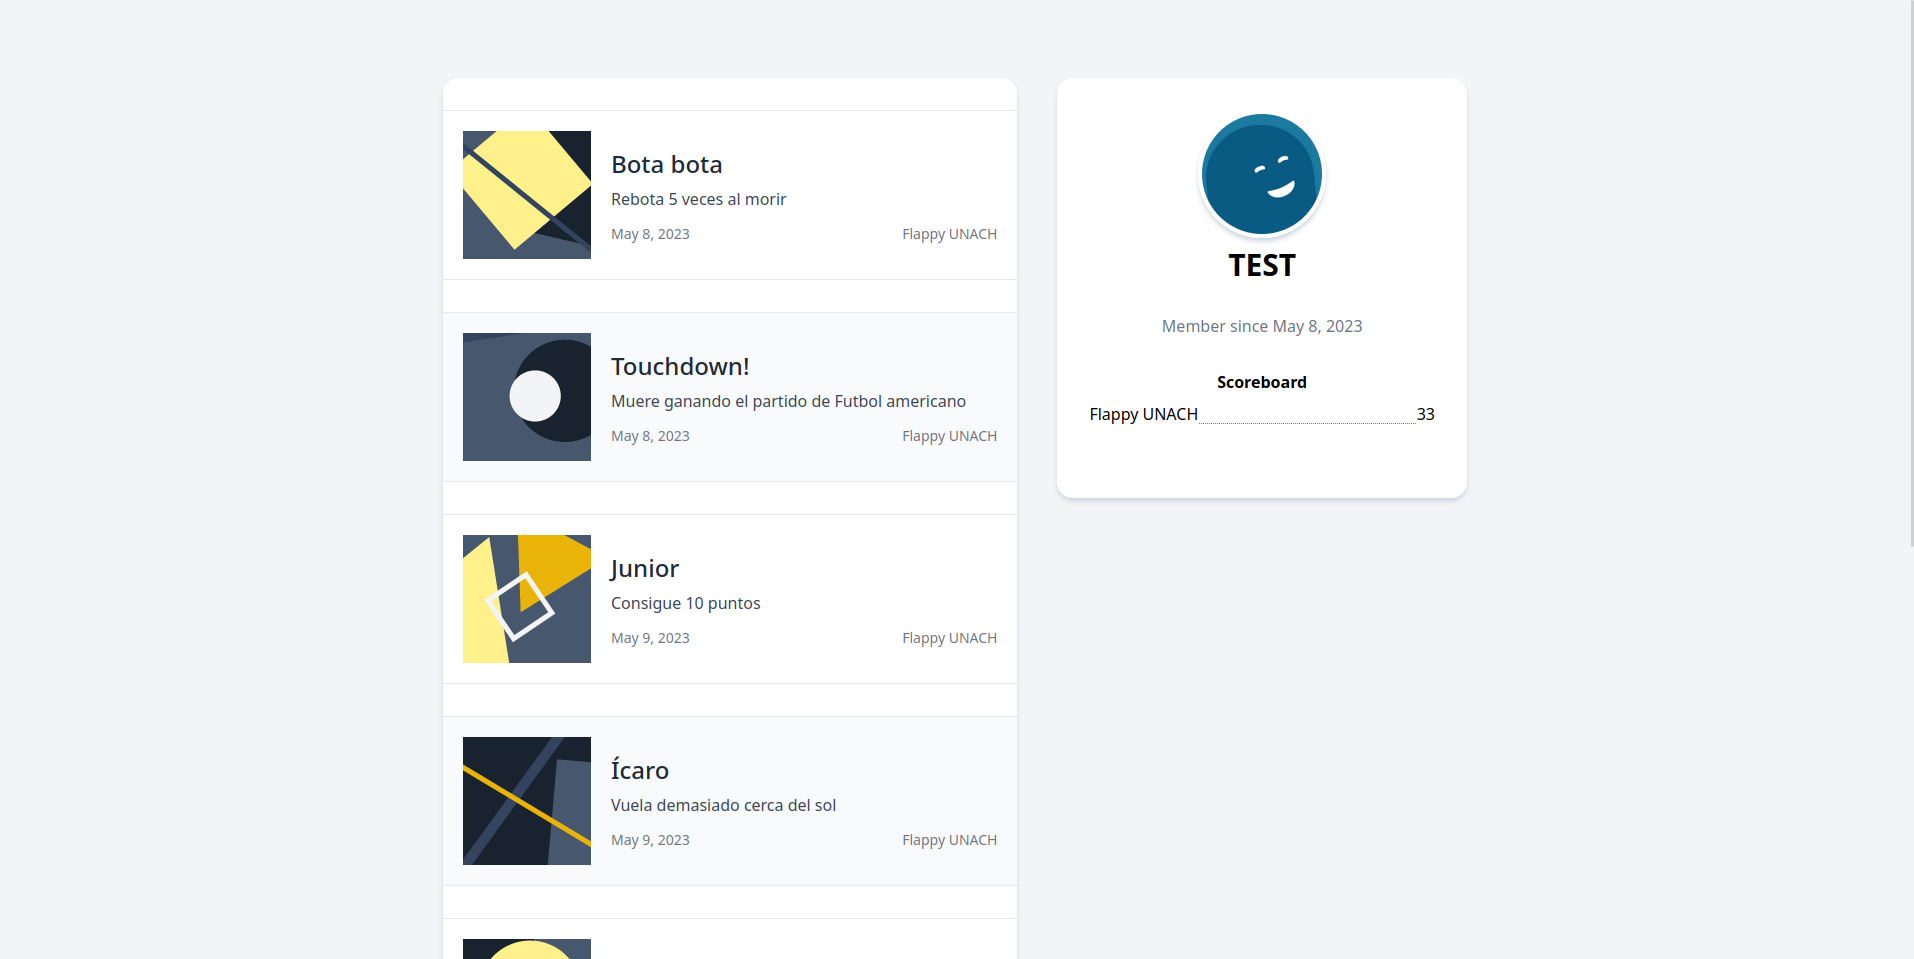 Bota bota
Rebota 5 veces al morir
May 8, 2023 Flappy UNACH
Touchdown!
Muere ganando el partido de Futbol americano
May 8, 2023 Flappy UNACH
Junior
Consigue 10 puntos
May 9, 2023 Flappy UNACH
Ícaro
Vuela demasiado cerca del sol
May 9, 2023 Flappy UNACH
TEST
Member since May 8, 2023
Scoreboard
Flappy UNACH 33